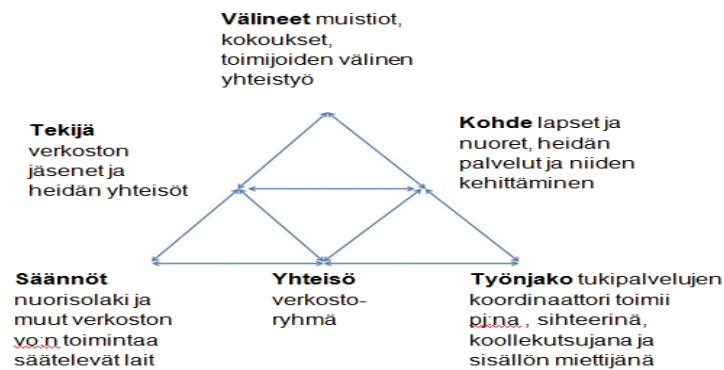 Välineet muistiot,
kokoukset,
toimijoiden välinen
yhteistyö
Tekijä
verkoston
jäsenet ja
heidän yhteisöt
Kohde lapset ja
nuoret, heidän
palvelut ja niiden
kehittäminen
Säännöt
nuorisolaki ja
muut verkoston
vo:n toimintaa
säätelevät lait
Yhteisö
verkosto-
ryhmä
Työnjako tukipalvelujen
koordinaattori toimii
pj:na , sihteerinä,
koollekutsujana ja
sisällön miettijänä